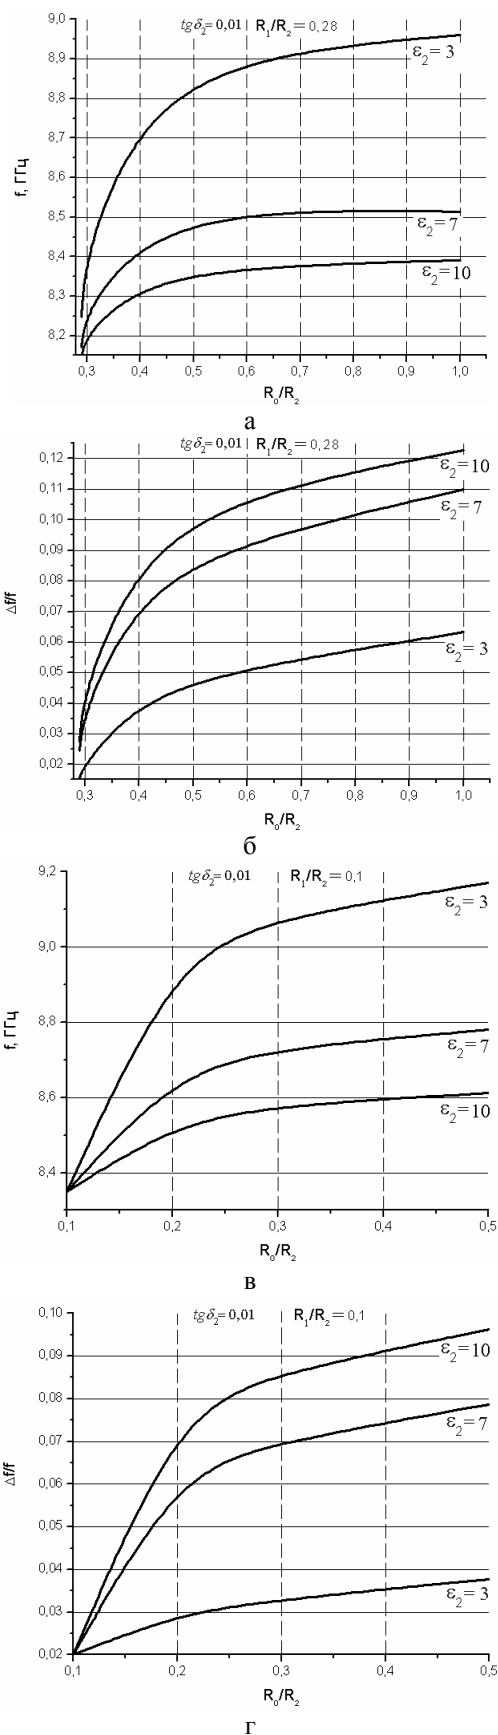 tgδ₂=0,01 R₁/R₂=0,28
9,0
8,9
8,8
8,7
8,6
8,5
8,4
8,3
8,2
f, ГГц
ε₂=3
ε₂=7
ε₂=10
0,3 0,4 0,5 0,6 0,7 0,8 0,9 1,0
R₀/R₂
а
tgδ₂=0,01 R₁/R₂=0,28
0,12
0,11
0,10
0,09
0,08
0,07
0,06
0,05
0,04
0,03
0,02
Δf/f
ε₂=10
ε₂=7
ε₂=3
0,3 0,4 0,5 0,6 0,7 0,8 0,9 1,0
R₀/R₂
б
tgδ₂=0,01 R₁/R₂=0,1
9,2
9,0
8,8
8,6
8,4
f, ГГц
ε₂=3
ε₂=7
ε₂=10
0,1 0,2 0,3 0,4 0,5
R₀/R₂
в
tgδ₂=0,01 R₁/R₂=0,1
0,10
0,09
0,08
0,07
0,06
0,05
0,04
0,03
0,02
Δf/f
ε₂=10
ε₂=7
ε₂=3
0,1 0,2 0,3 0,4 0,5
R₀/R₂
г